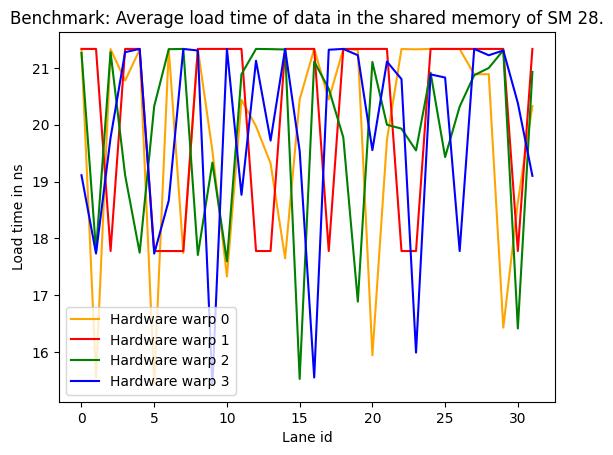 Benchmark: Average load time of data in the shared memory of SM 28.
Load time in ns
21
20
19
18
17
16
Hardware warp 0
Hardware warp 1
Hardware warp 2
Hardware warp 3
0 5 10 15 20 25 30
Lane id